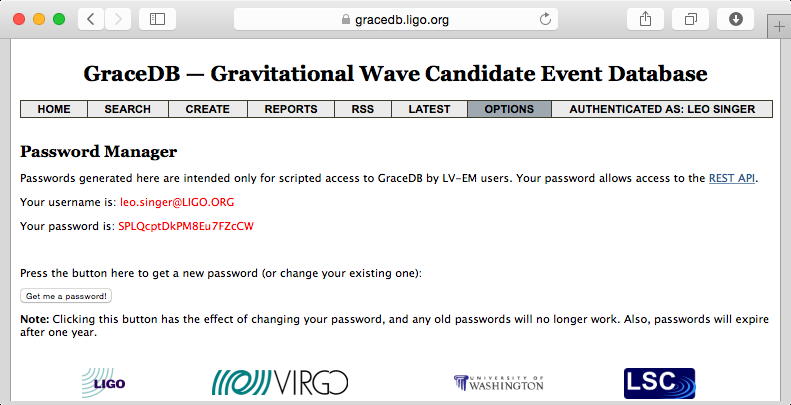 gracedb.ligo.org
GraceDB — Gravitational Wave Candidate Event Database
HOME SEARCH CREATE REPORTS RSS LATEST OPTIONS AUTHENTICATED AS: LEO SINGER
Password Manager
Passwords generated here are intended only for scripted access to GraceDB by LV-EM users. Your password allows access to the REST API.
Your username is: leo.singer@LIGO.ORG
Your password is: SPLQcptDkPM8Eu7FZcCW
Press the button here to get a new password (or change your existing one):
Get me a password!
Note: Clicking this button has the effect of changing your password, and any old passwords will no longer work. Also, passwords will expire
after one year.
LIGO VIRGO UNIVERSITY OF WASHINGTON LSC